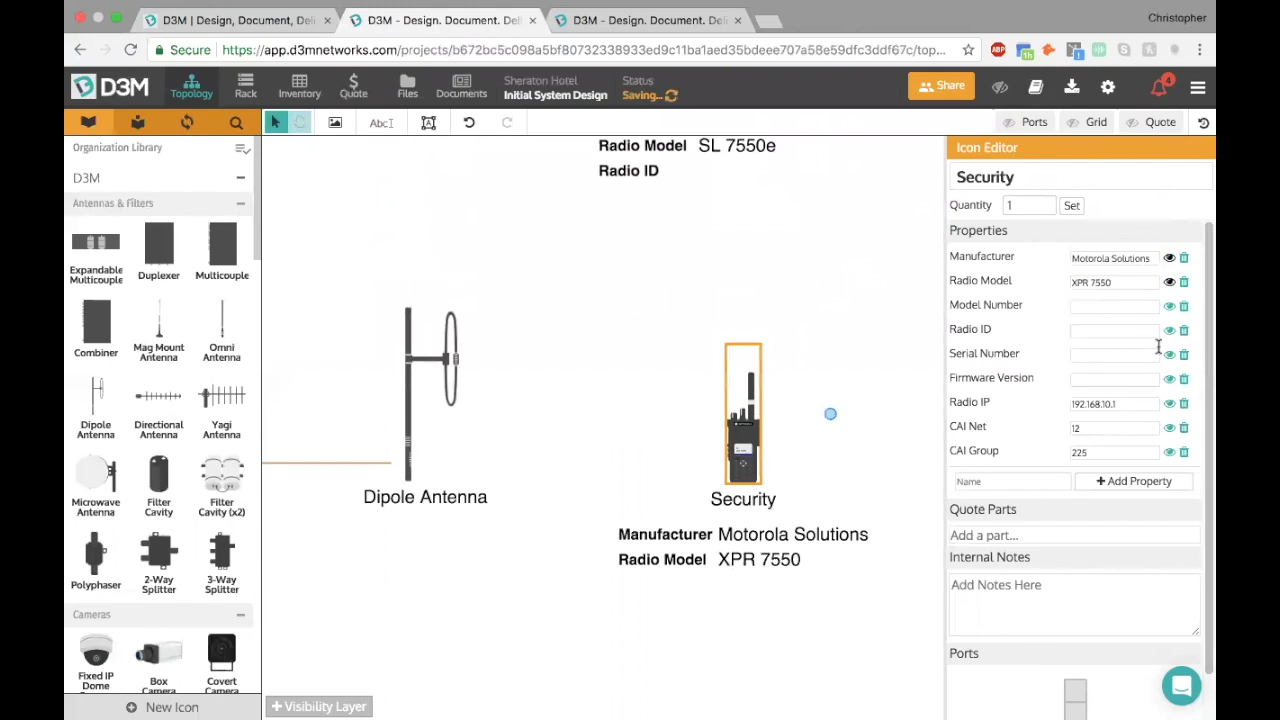 D3M | Design, Document, Del
D3M - Design. Document. Deli
D3M - Design. Document. Deli
Christopher
Secure
https://app.d3mnetworks.com/projects/b672bc5c098a5bf80732338933ed9c11ba1aed35bdeee707a58e59dfc3ddf67c/top...
ABP
1h
1
D3M
Topology
Rack
Inventory
Quote
Files
Documents
Sheraton Hotel
Initial System Design
Status
Saving...
Share
4
Abc
Ports
Grid
Quote
Organization Library
D3M
Antennas & Filters
Expandable Multicouple
Duplexer
Multicouple
Combiner
Mag Mount Antenna
Omni Antenna
Dipole Antenna
Directional Antenna
Yagi Antenna
Microwave Antenna
Filter Cavity
Filter Cavity (x2)
Polyphaser
2-Way Splitter
3-Way Splitter
Cameras
Fixed IP Dome
Box Camera
Covert Camera
New Icon
Radio Model SL 7550e
Radio ID
Dipole Antenna
Security
Manufacturer Motorola Solutions
Radio Model XPR 7550
+ Visibility Layer
Icon Editor
Security
Quantity 1 Set
Properties
Manufacturer Motorola Solutions
Radio Model XPR 7550
Model Number
Radio ID
Serial Number
Firmware Version
Radio IP 192.168.10.1
CAI Net 12
CAI Group 225
Name + Add Property
Quote Parts
Add a part...
Internal Notes
Add Notes Here
Ports